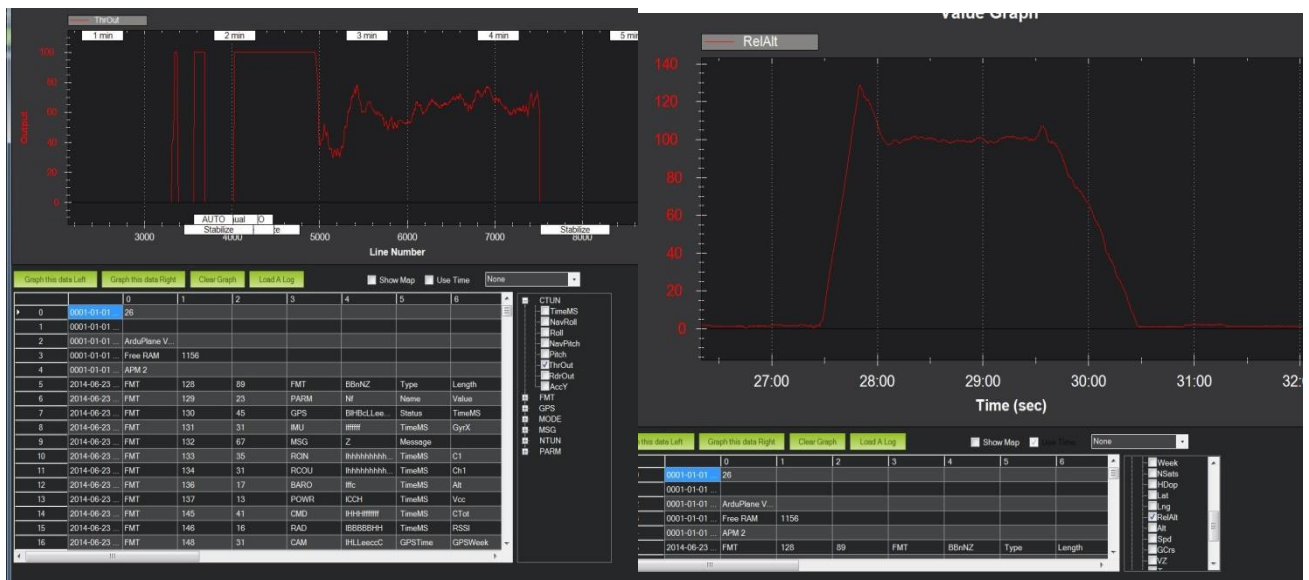 ThrOut
1 min 2 min 3 min 4 min 5 min
100
80
60
40
20
0
Output
AUTO
Stabilize Stabilize
3000 4000 5000 6000 7000 8000
Line Number
Graph this data Left Graph this data Right Clear Graph Load A Log Show Map Use Time None
0 1 2 3 4 5 6
0 0001-01-01 ... 26
1 0001-01-01 ...
2 0001-01-01 ... ArduPlane V...
3 0001-01-01 ... Free RAM 1156
4 0001-01-01 ... APM 2
5 2014-06-23 ... FMT 128 89 FMT BBnNZ Type Length
6 2014-06-23 ... FMT 129 23 PARM Nf Name Value
7 2014-06-23 ... FMT 130 45 GPS BIHBcLLee... Status TimeMS
8 2014-06-23 ... FMT 131 31 IMU Iffffff TimeMS GyrX
9 2014-06-23 ... FMT 132 67 MSG Z Message
10 2014-06-23 ... FMT 133 35 RCIN Ihhhhhhhh... TimeMS C1
11 2014-06-23 ... FMT 134 31 RCOU Ihhhhhhhh... TimeMS Ch1
12 2014-06-23 ... FMT 136 17 BARO Iffc TimeMS Alt
13 2014-06-23 ... FMT 137 13 POWR ICCH TimeMS Vcc
14 2014-06-23 ... FMT 145 41 CMD IHHHfffffff TimeMS CTot
15 2014-06-23 ... FMT 146 16 RAD IBBBBBHH TimeMS RSSI
16 2014-06-23 ... FMT 148 31 CAM IHLLeeccC GPSTime GPSWeek
CTUN
TimeMS
NavRoll
Roll
NavPitch
Pitch
ThrOut
RdrOut
AccY
FMT
GPS
MODE
MSG
NTUN
PARM
Value Graph
RelAlt
140
120
100
80
60
40
20
0
27:00 28:00 29:00 30:00 31:00 32:
Time (sec)
this data Left Graph this data Right Clear Graph Load A Log Show Map Use Time None
0 1 2 3 4 5 6
0001-01-01 ... 26
0001-01-01 ...
0001-01-01 ... ArduPlane V...
0001-01-01 ... Free RAM 1156
0001-01-01 ... APM 2
2014-06-23 ... FMT 128 89 FMT BBnNZ Type Length
Week
NSats
HDop
Lat
Lng
RelAlt
Alt
Spd
GCrs
VZ